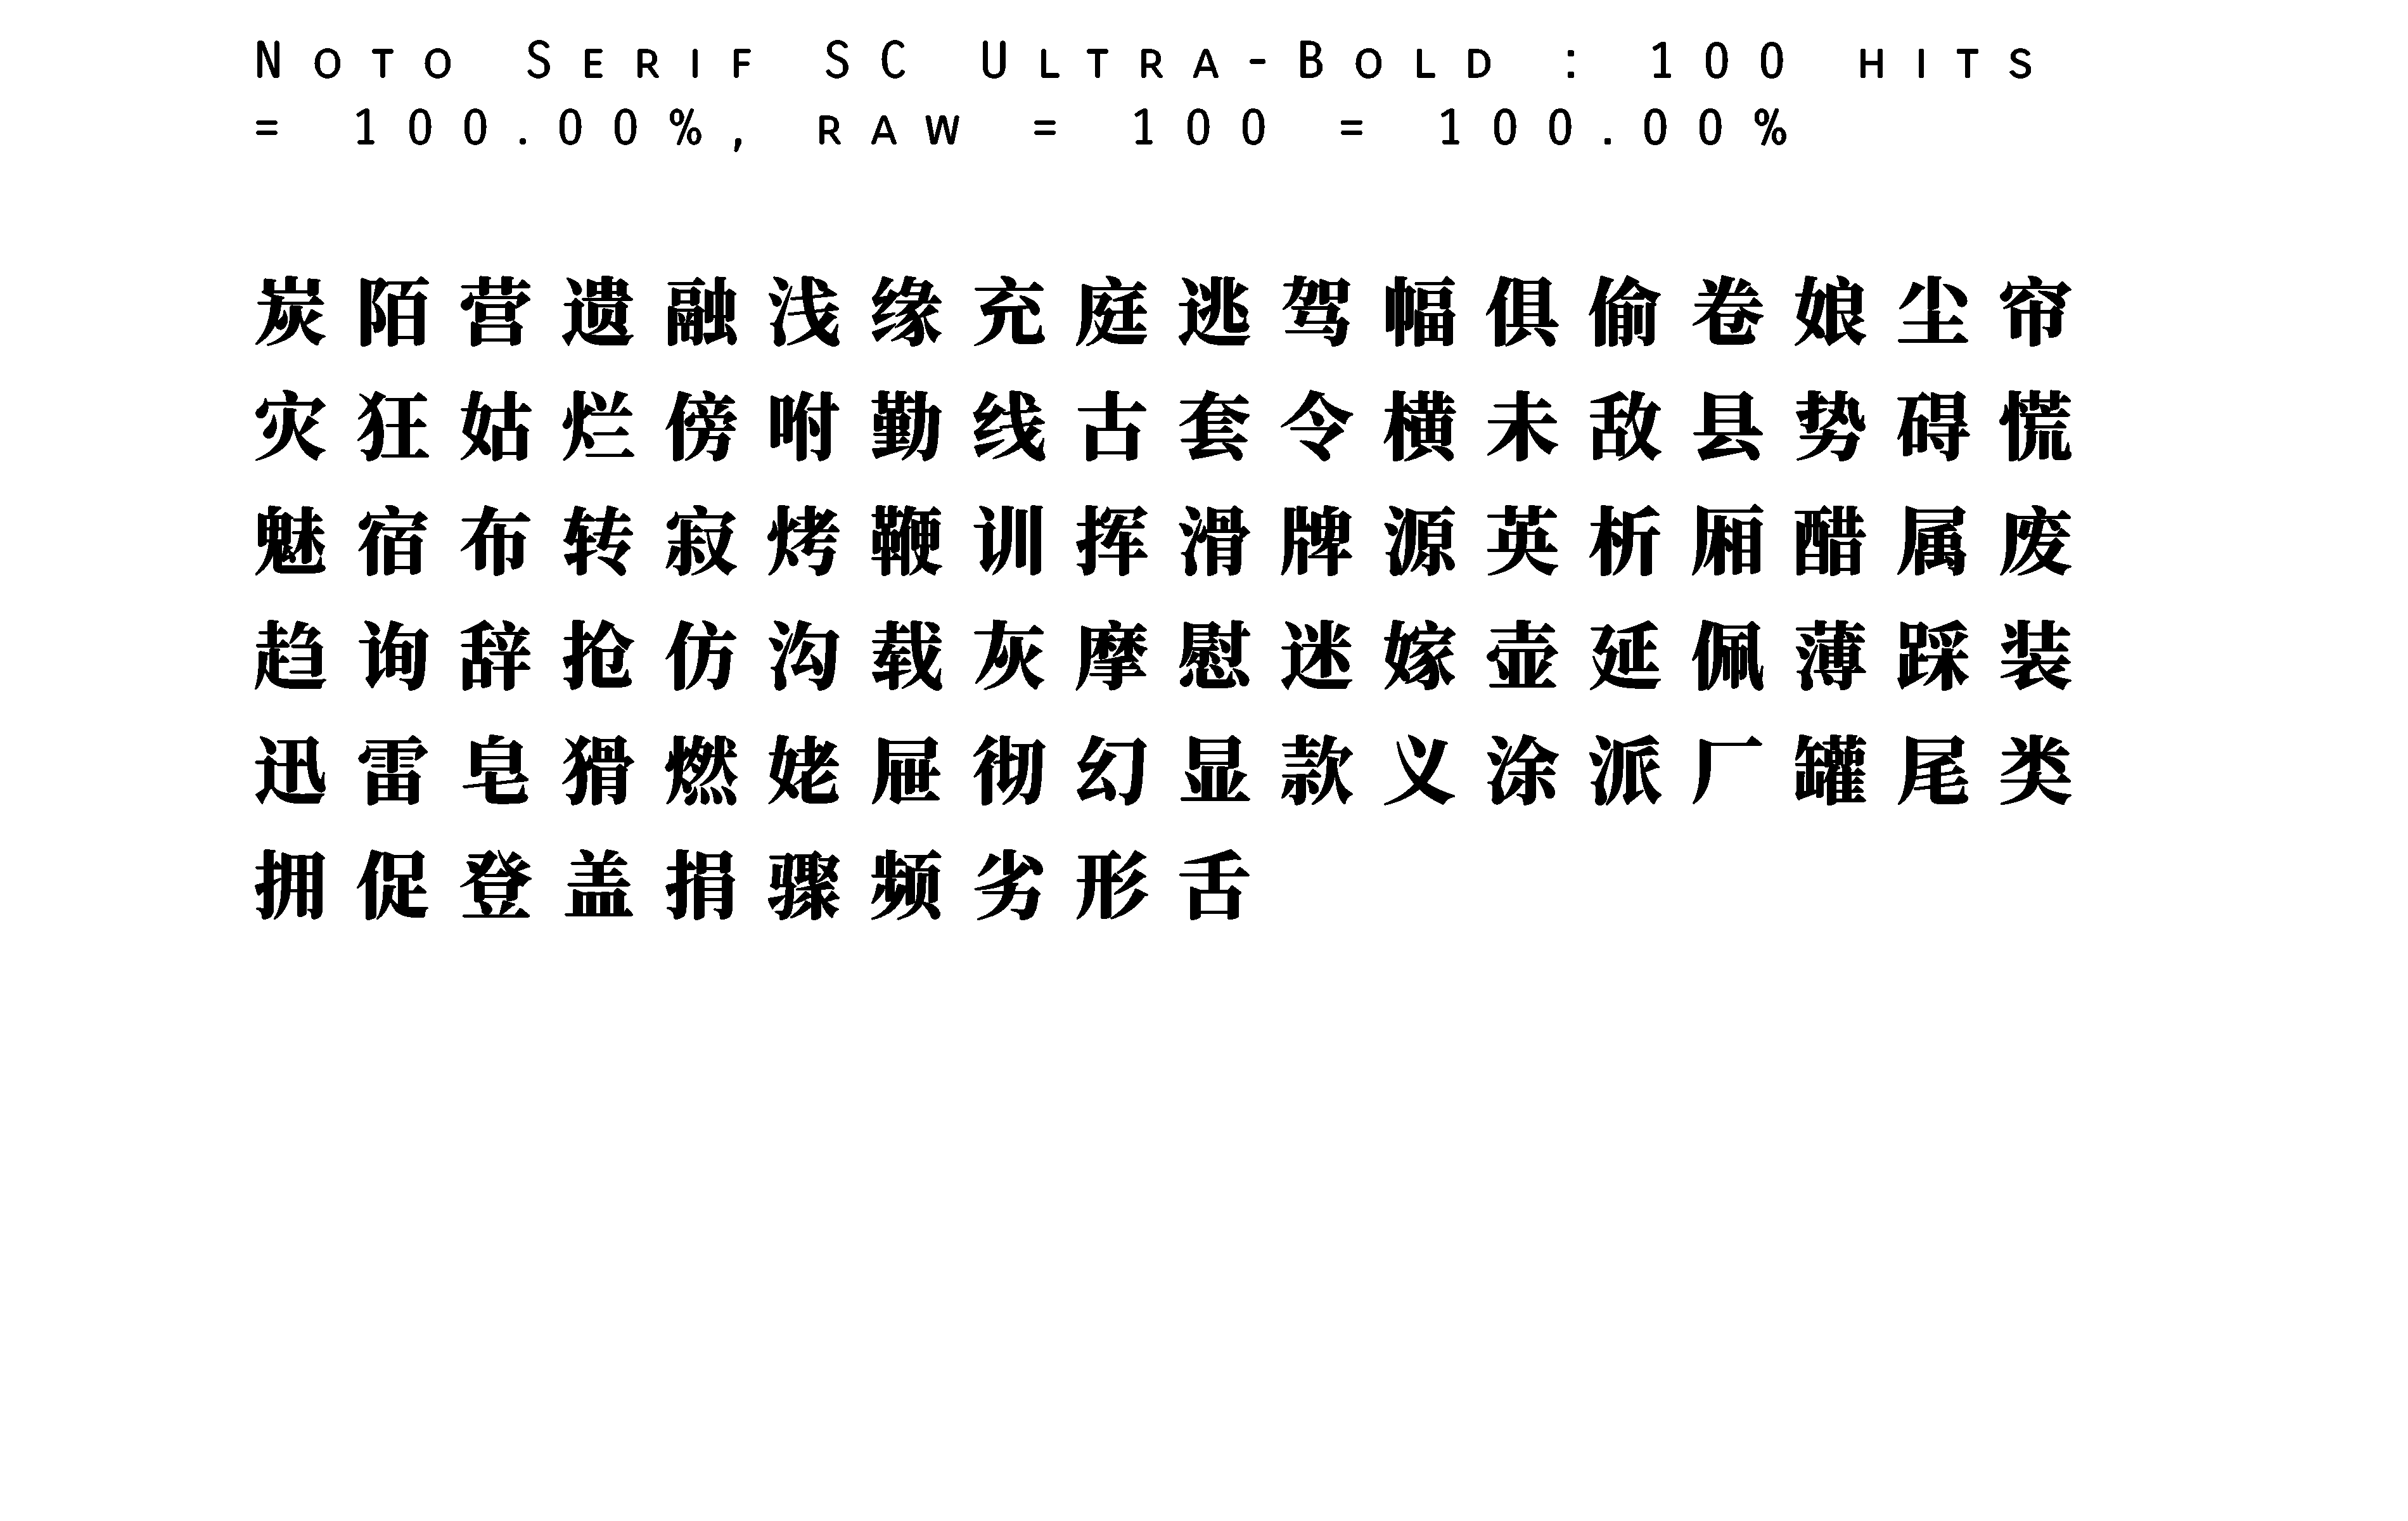 Noto Serif SC Ultra-Bold : 100 hits
= 100.00%, raw = 100 = 100.00%
炭陌营遗融浅缘充庭逃驾幅俱偷卷娘尘帘
灾狂姑烂傍咐勤线古套令横未敌县势碍慌
魅宿布转寂烤鞭训挥滑牌源英析厢醋属废
趋询辞抢仿沟载灰摩慰迷嫁壶延佩薄踩装
迅雷皂猾燃姥屉彻幻显款义涂派厂罐尾类
拥促登盖捐骤频劣形舌